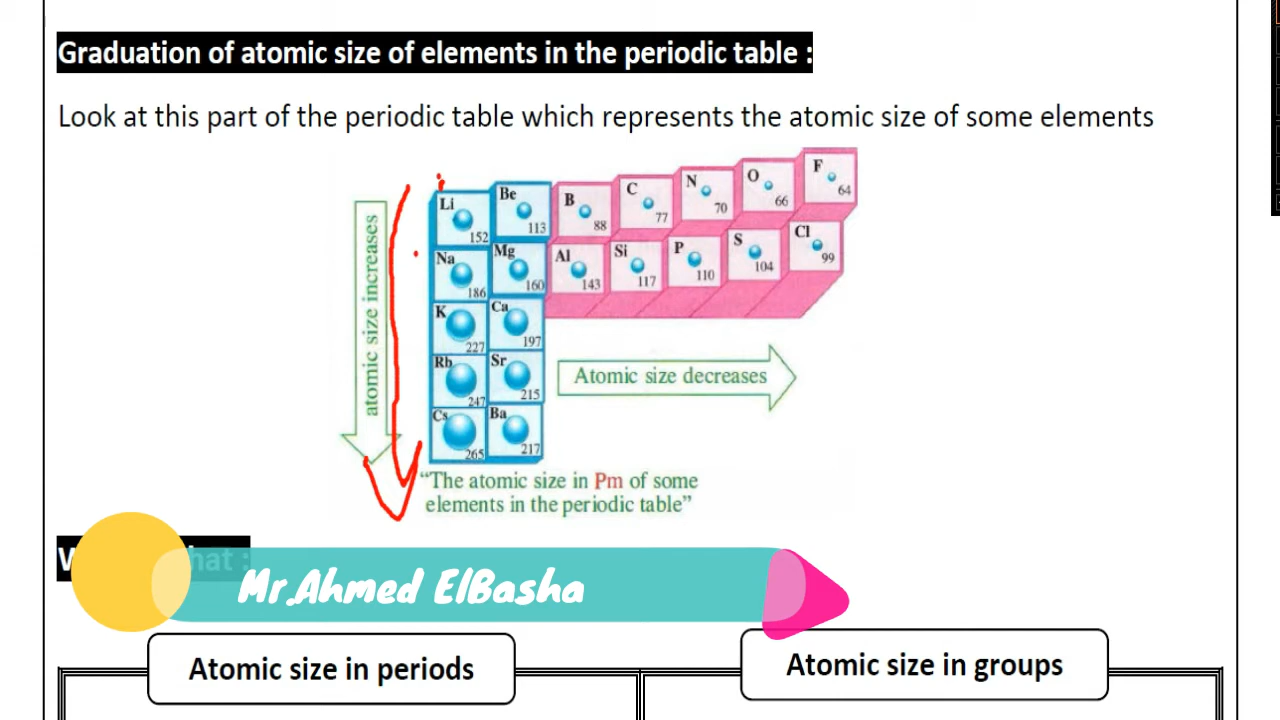 Graduation of atomic size of elements in the periodic table :
Look at this part of the periodic table which represents the atomic size of some elements
atomic size increases
Li 152
Be 113
B 88
C 77
N 70
O 66
F 64
Na 186
Mg 160
Al 143
Si 117
P 110
S 104
Cl 99
K 227
Ca 197
Rb 247
Sr 215
Cs 265
Ba 217
Atomic size decreases
“The atomic size in Pm of some
elements in the periodic table”
hat :
Mr.Ahmed ElBasha
Atomic size in periods
Atomic size in groups